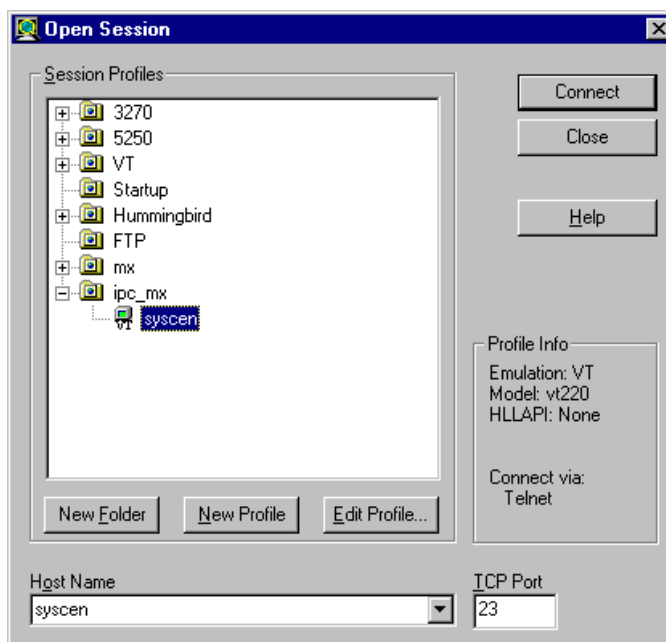 Open Session
Session Profiles
3270
5250
VT
Startup
Hummingbird
FTP
mx
ipc_mx
VT syscen
New Folder
New Profile
Edit Profile...
Connect
Close
Help
Profile Info
Emulation: VT
Model: vt220
HLLAPI: None
Connect via:
Telnet
Host Name
syscen
TCP Port
23